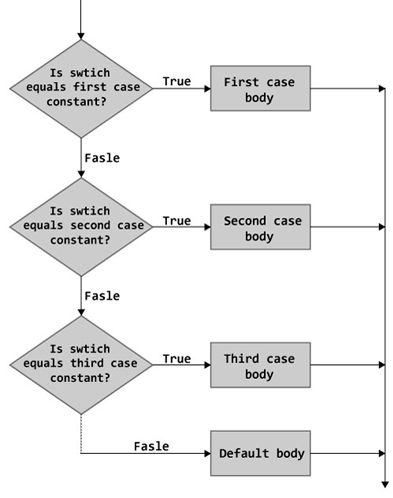 Is swtich
equals first case
constant?
True
First case
body
Fasle
Is swtich
equals second case
constant?
True
Second case
body
Fasle
Is swtich
equals third case
constant?
True
Third case
body
Fasle
Default body